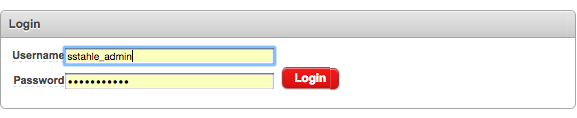 Login
Username sstahle_admin
Password •••••••••••
Login